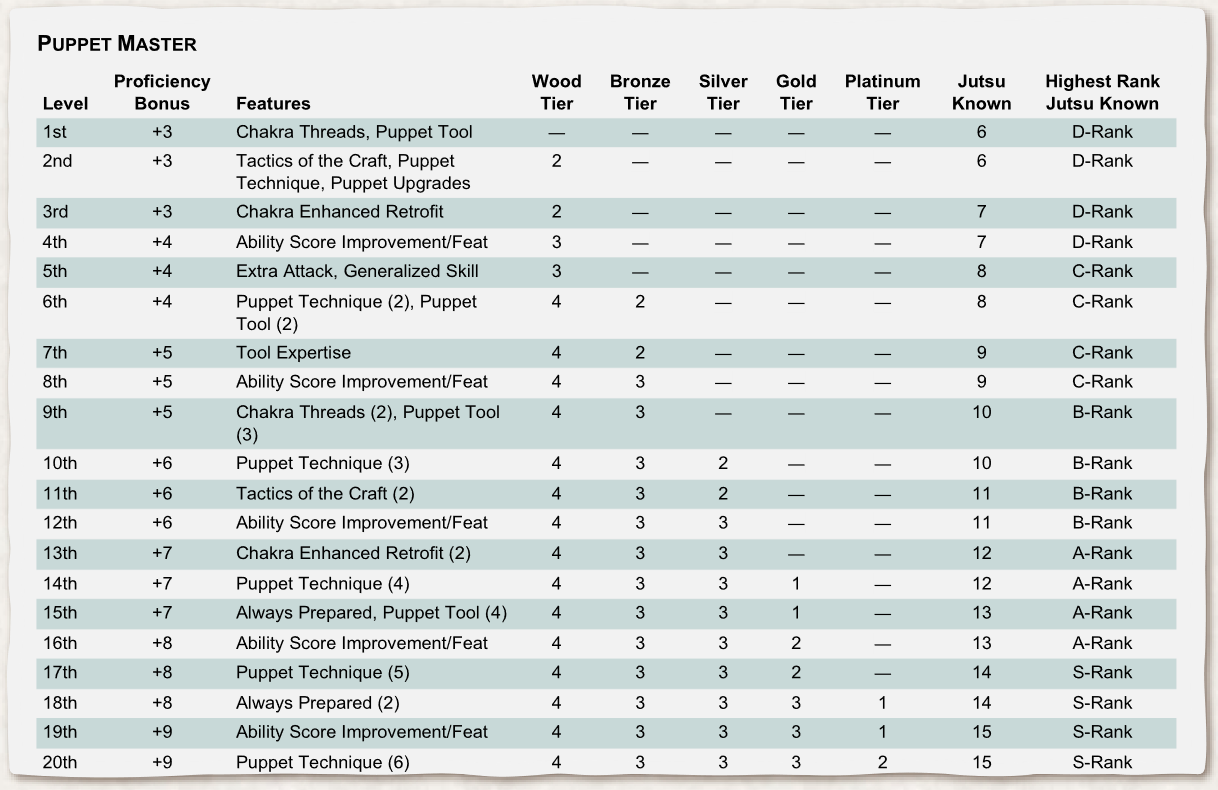 PUPPET MASTER
Proficiency Wood Bronze Silver Gold Platinum Jutsu Highest Rank
Level Bonus Features Tier Tier Tier Tier Tier Known Jutsu Known
1st +3 Chakra Threads, Puppet Tool — — — — — 6 D-Rank
2nd +3 Tactics of the Craft, Puppet 2 — — — — 6 D-Rank
Technique, Puppet Upgrades
3rd +3 Chakra Enhanced Retrofit 2 — — — — 7 D-Rank
4th +4 Ability Score Improvement/Feat 3 — — — — 7 D-Rank
5th +4 Extra Attack, Generalized Skill 3 — — — — 8 C-Rank
6th +4 Puppet Technique (2), Puppet 4 2 — — — 8 C-Rank
Tool (2)
7th +5 Tool Expertise 4 2 — — — 9 C-Rank
8th +5 Ability Score Improvement/Feat 4 3 — — — 9 C-Rank
9th +5 Chakra Threads (2), Puppet Tool 4 3 — — — 10 B-Rank
(3)
10th +6 Puppet Technique (3) 4 3 2 — — 10 B-Rank
11th +6 Tactics of the Craft (2) 4 3 2 — — 11 B-Rank
12th +6 Ability Score Improvement/Feat 4 3 3 — — 11 B-Rank
13th +7 Chakra Enhanced Retrofit (2) 4 3 3 — — 12 A-Rank
14th +7 Puppet Technique (4) 4 3 3 1 — 12 A-Rank
15th +7 Always Prepared, Puppet Tool (4) 4 3 3 1 — 13 A-Rank
16th +8 Ability Score Improvement/Feat 4 3 3 2 — 13 A-Rank
17th +8 Puppet Technique (5) 4 3 3 2 — 14 S-Rank
18th +8 Always Prepared (2) 4 3 3 3 1 14 S-Rank
19th +9 Ability Score Improvement/Feat 4 3 3 3 1 15 S-Rank
20th +9 Puppet Technique (6) 4 3 3 3 2 15 S-Rank